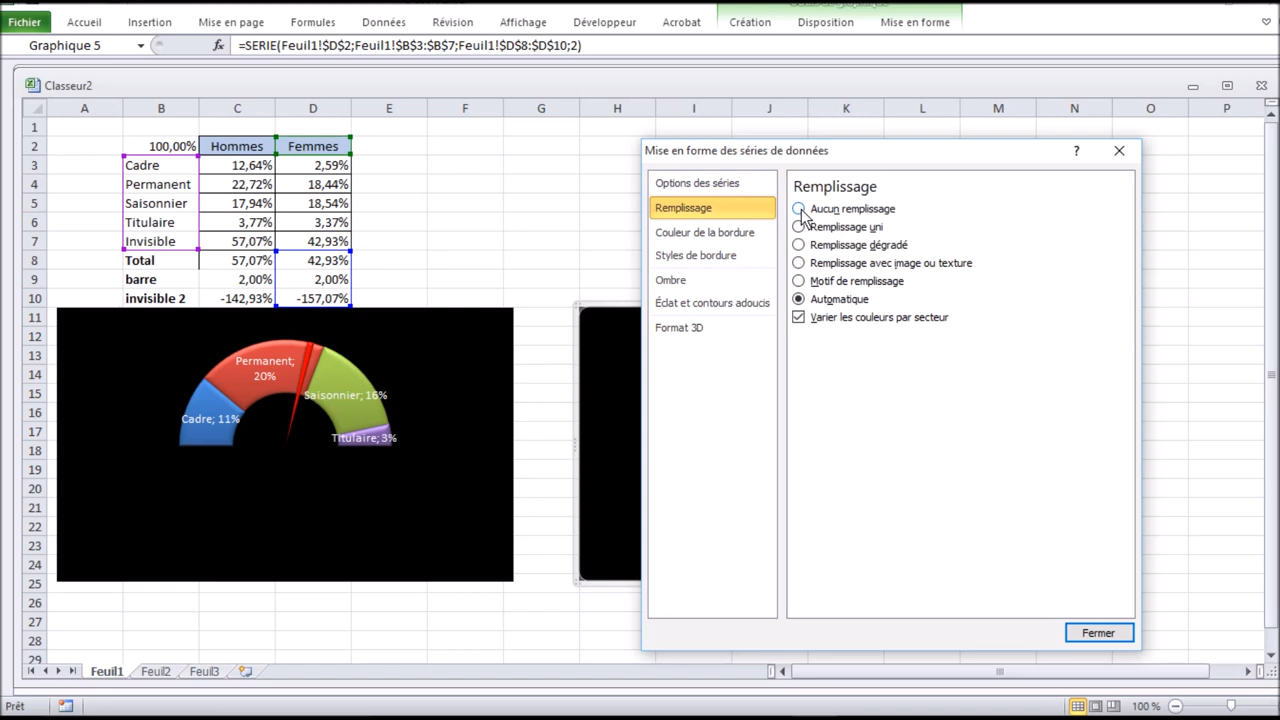 Fichier Accueil Insertion Mise en page Formules Données Révision Affichage Développeur Acrobat Création Disposition Mise en forme
Graphique 5 fx =SERIE(Feuil1!$D$2;Feuil1!$B$3:$B$7;Feuil1!$D$8:$D$10;2)
Classeur2
A B C D E F G H I J K L M N O P
1
2 100,00% Hommes Femmes
3 Cadre 12,64% 2,59%
4 Permanent 22,72% 18,44%
5 Saisonnier 17,94% 18,54%
6 Titulaire 3,77% 3,37%
7 Invisible 57,07% 42,93%
8 Total 57,07% 42,93%
9 barre 2,00% 2,00%
10 invisible 2 -142,93% -157,07%
11
12
13
14
15
16
17
18
19
20
21
22
23
24
25
26
27
28
29
Permanent;
20%
Saisonnier; 16%
Cadre; 11%
Titulaire; 3%
Mise en forme des séries de données ?
Options des séries
Remplissage
Couleur de la bordure
Styles de bordure
Ombre
Éclat et contours adoucis
Format 3D
Remplissage
Aucun remplissage
Remplissage uni
Remplissage dégradé
Remplissage avec image ou texture
Motif de remplissage
Automatique
Varier les couleurs par secteur
Fermer
Feuil1 Feuil2 Feuil3
Prêt 100 %